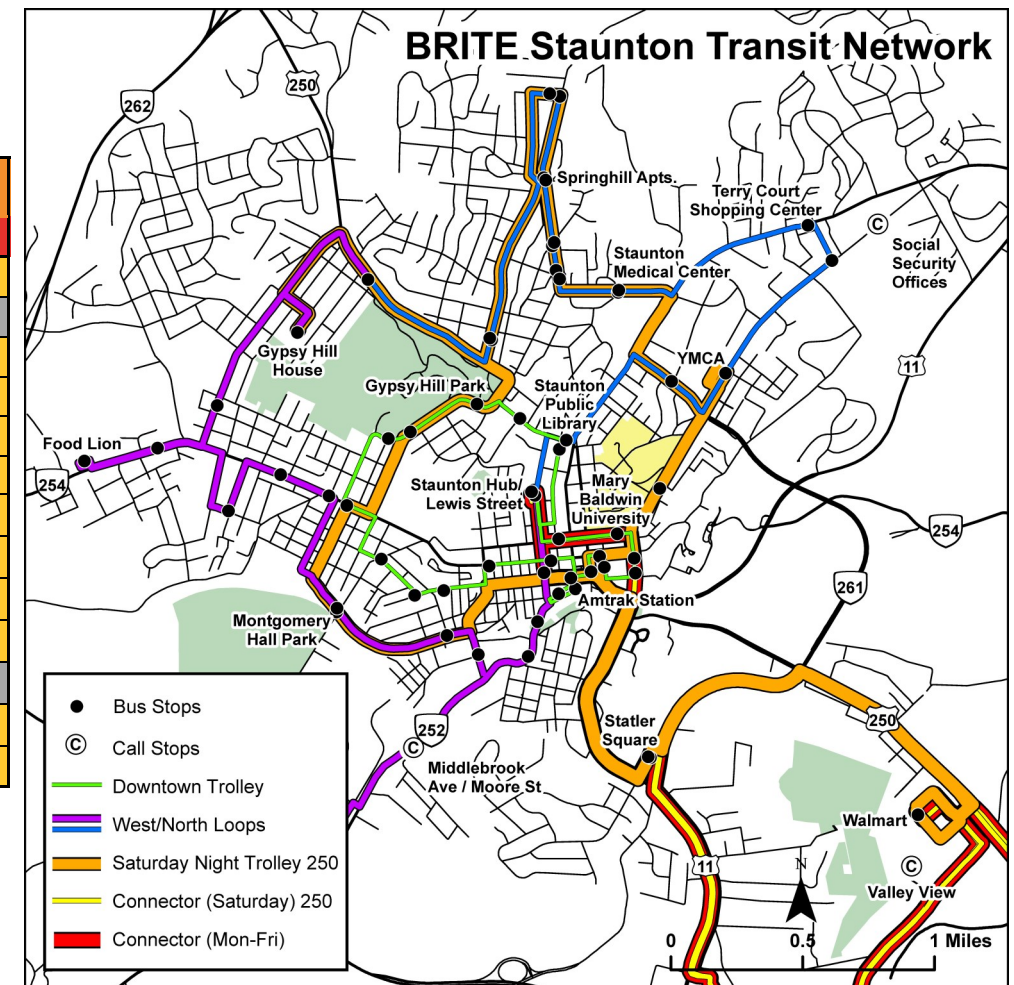 BRITE Staunton Transit Network
262
250
Springhill Apts.
Terry Court
Shopping Center
C
Social
Security
Offices
Staunton
Medical Center
11
Gypsy Hill
House
YMCA
Gypsy Hill Park
Staunton
Public
Library
Food Lion
254
Staunton Hub/
Lewis Street
Mary
Baldwin
University
254
261
Amtrak Station
Montgomery
Hall Park
252
C
Middlebrook
Ave / Moore St
Statler
Square
250
Walmart
11
C
Valley View
N
0 0.5 1 Miles
Bus Stops
C Call Stops
Downtown Trolley
West/North Loops
Saturday Night Trolley 250
Connector (Saturday) 250
Connector (Mon-Fri)